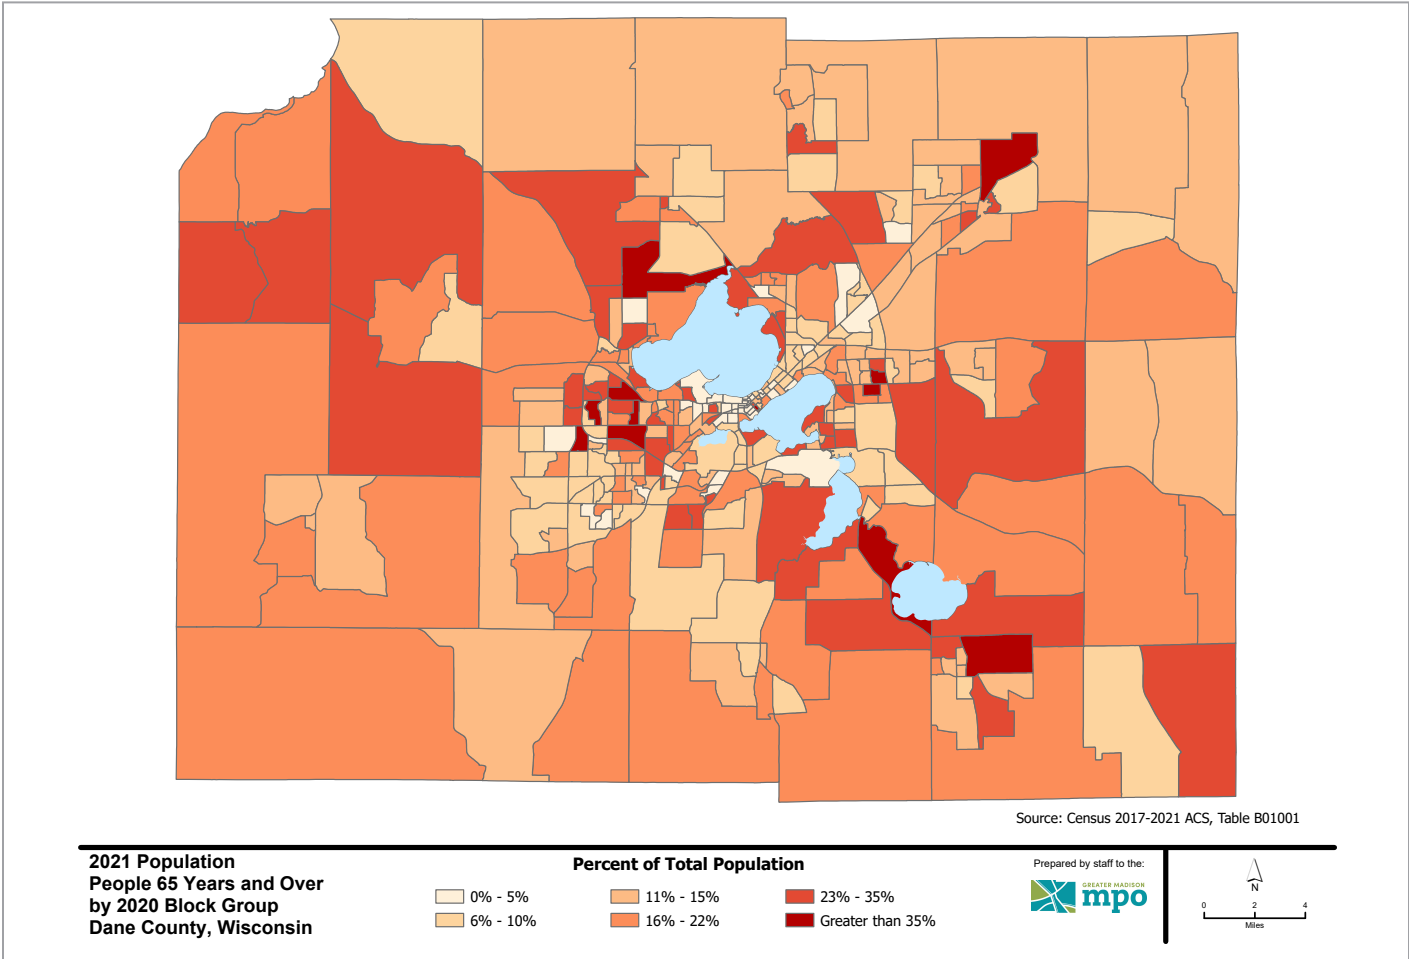 Source: Census 2017-2021 ACS, Table B01001
2021 Population
People 65 Years and Over
by 2020 Block Group
Dane County, Wisconsin
Percent of Total Population
0% - 5%
6% - 10%
11% - 15%
16% - 22%
23% - 35%
Greater than 35%
Prepared by staff to the:
GREATER MADISON
mpo
N
0 2 4
Miles